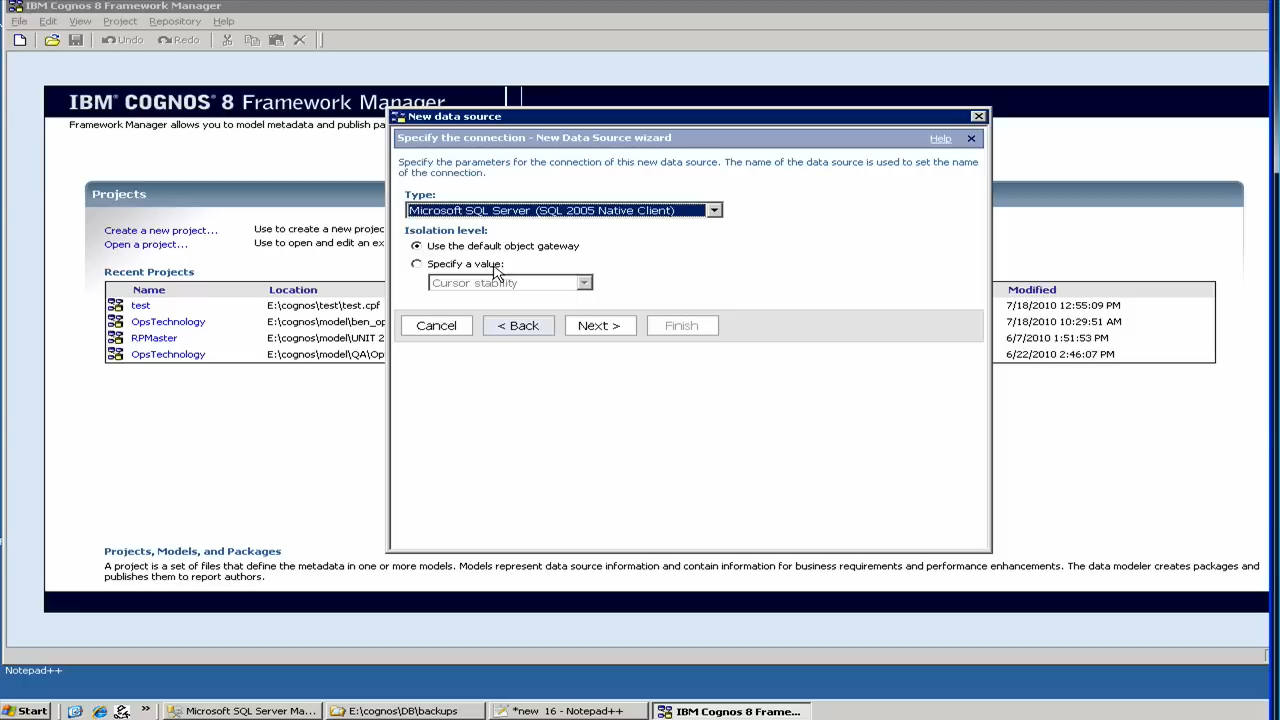 IBM Cognos 8 Framework Manager
File Edit View Project Repository Help
Undo Redo
IBM® COGNOS® 8 Framework Manager
Framework Manager allows you to model metadata and publish pa
New data source
Specify the connection - New Data Source wizard Help
Specify the parameters for the connection of this new data source. The name of the data source is used to set the name
of the connection.
Type:
Microsoft SQL Server (SQL 2005 Native Client)
Isolation level:
Use the default object gateway
Specify a value:
Cursor stability
Cancel < Back Next > Finish
Projects
Create a new project... Use to create a new projec
Open a project... Use to open and edit an ex
Recent Projects
Name Location Modified
test E:\cognos\test\test.cpf 7/18/2010 12:55:09 PM
OpsTechnology E:\cognos\model\ben_op 7/18/2010 10:29:51 AM
RPMaster E:\cognos\model\UNIT 2 6/7/2010 1:51:53 PM
OpsTechnology E:\cognos\model\QA\Op 6/22/2010 2:46:07 PM
Projects, Models, and Packages
A project is a set of files that define the metadata in one or more models. Models represent data source information and contain information for business requirements and performance enhancements. The data modeler creates packages and
publishes them to report authors.
Notepad++
Start » Microsoft SQL Server Ma... E:\cognos\DB\backups *new 16 - Notepad++ IBM Cognos 8 Frame...